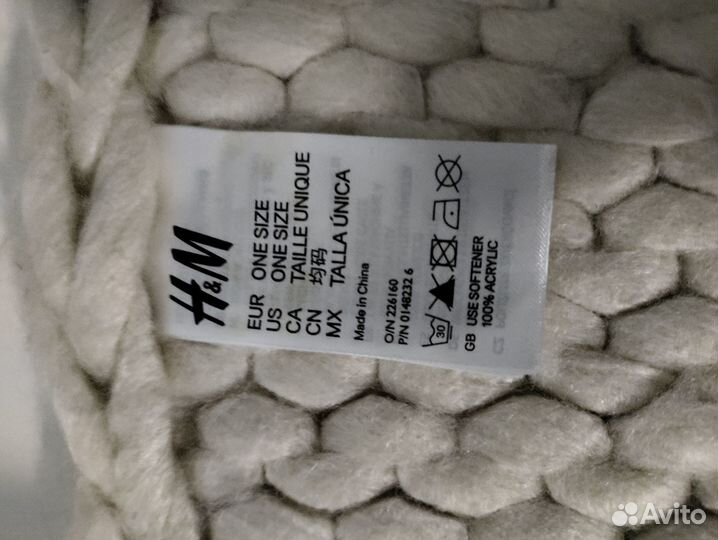 H&M
EUR ONE SIZE
US ONE SIZE
CA TAILLE UNIQUE
CN 均码
MX TALLA ÚNICA
Made in China
O/N 226160
P/N 0148232 6
30
GB USE SOFTENER
100% ACRYLIC
Avito